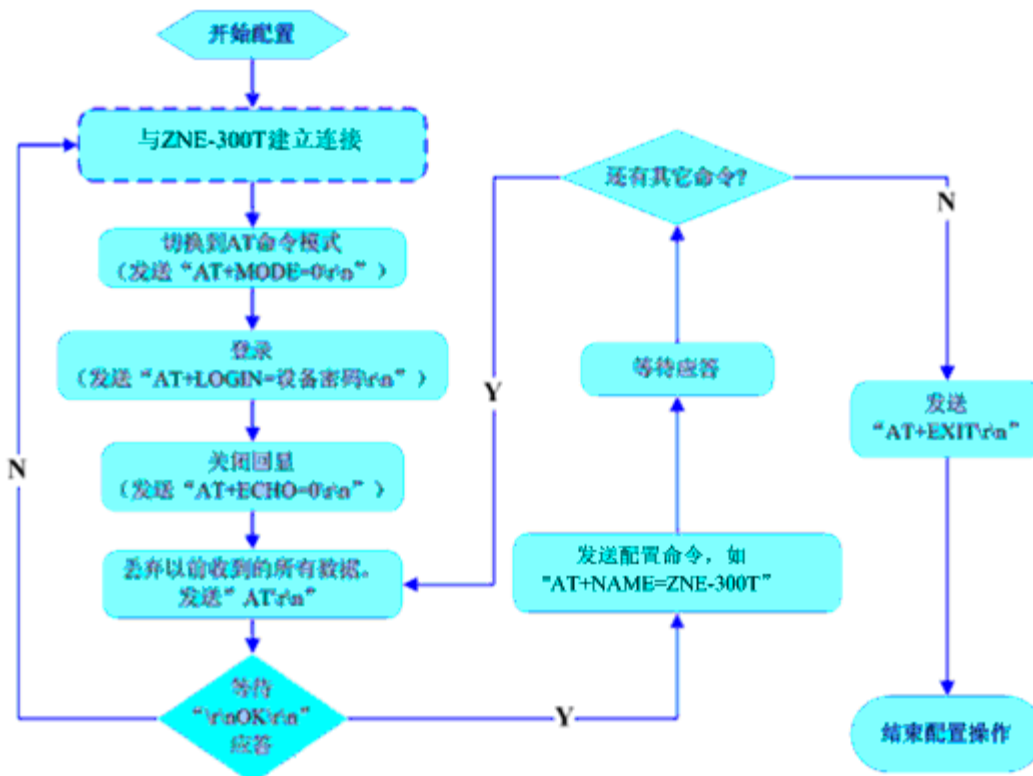 开始配置
与ZNE-300T建立连接
切换到AT命令模式
（发送“AT+MODE=0\r\n”）
登录
（发送“AT+LOGIN=设备密码\r\n”）
关闭回显
（发送“AT+ECHO=0\r\n”）
丢弃以前收到的所有数据。
发送”AT\r\n”
等待
“\r\nOK\r\n”
应答
N
Y
发送配置命令，如
"AT+NAME=ZNE-300T”
等待应答
还有其它命令?
Y
N
发送
“AT+EXIT\r\n”
结束配置操作